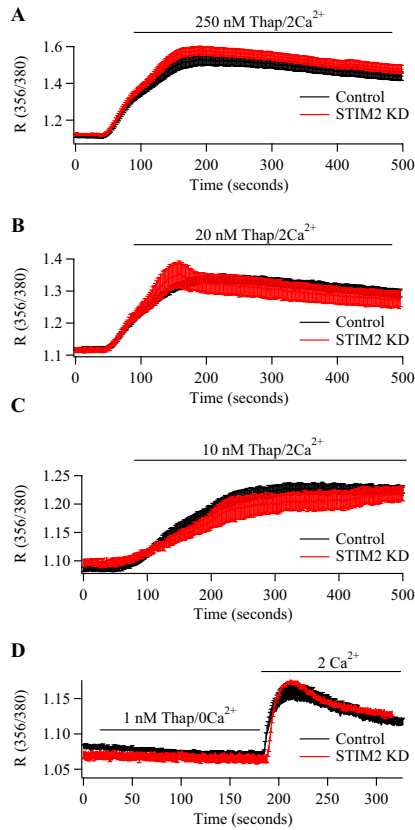 A
250 nM Thap/2Ca²⁺
1.6
1.4
1.2
R (356/380)
Control
STIM2 KD
0 100 200 300 400 500
Time (seconds)
B
20 nM Thap/2Ca²⁺
1.4
1.3
1.2
1.1
R (356/380)
Control
STIM2 KD
0 100 200 300 400 500
Time (seconds)
C
10 nM Thap/2Ca²⁺
1.25
1.20
1.15
1.10
R (356/380)
Control
STIM2 KD
0 100 200 300 400 500
Time (seconds)
D
2 Ca²⁺
1 nM Thap/0Ca²⁺
1.15
1.10
1.05
R (356/380)
Control
STIM2 KD
0 50 100 150 200 250 300
Time (seconds)